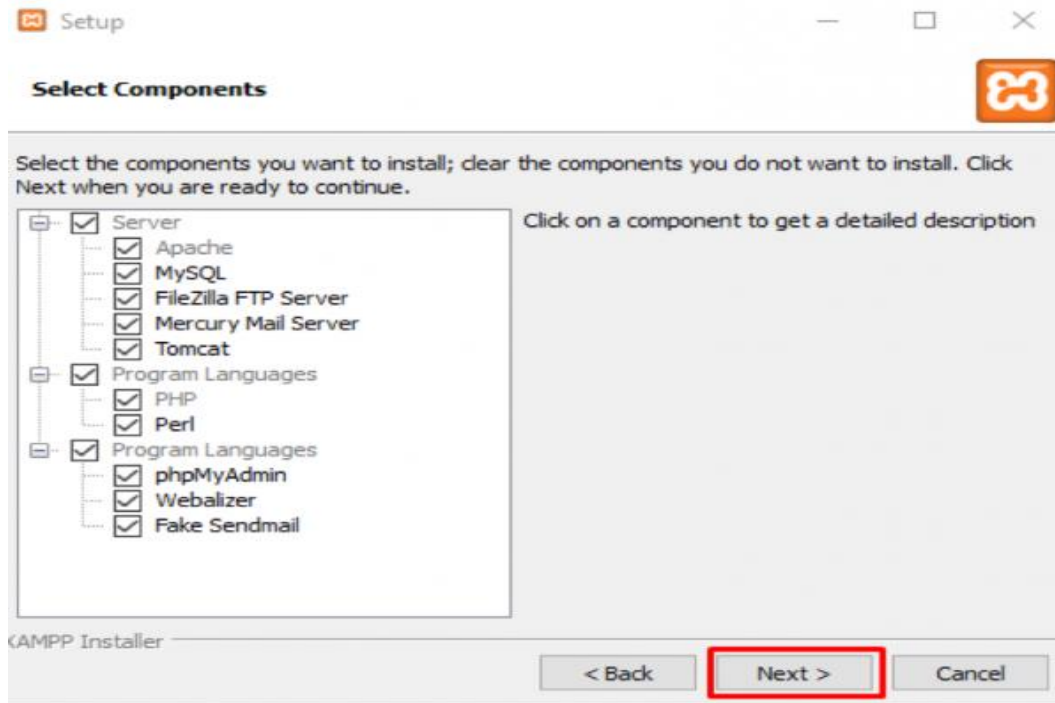 Setup
Select Components
Select the components you want to install; clear the components you do not want to install. Click
Next when you are ready to continue.
Server
Apache
MySQL
FileZilla FTP Server
Mercury Mail Server
Tomcat
Program Languages
PHP
Perl
Program Languages
phpMyAdmin
Webalizer
Fake Sendmail
Click on a component to get a detailed description
XAMPP Installer
< Back
Next >
Cancel